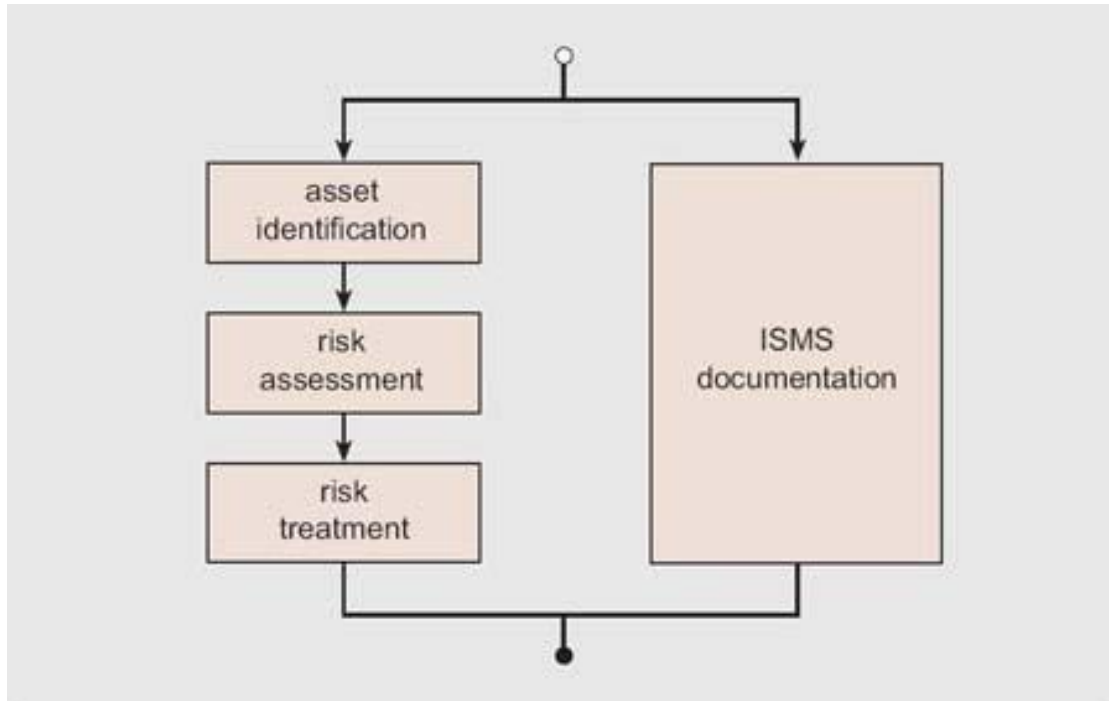 asset
identification
risk
assessment
risk
treatment
ISMS
documentation